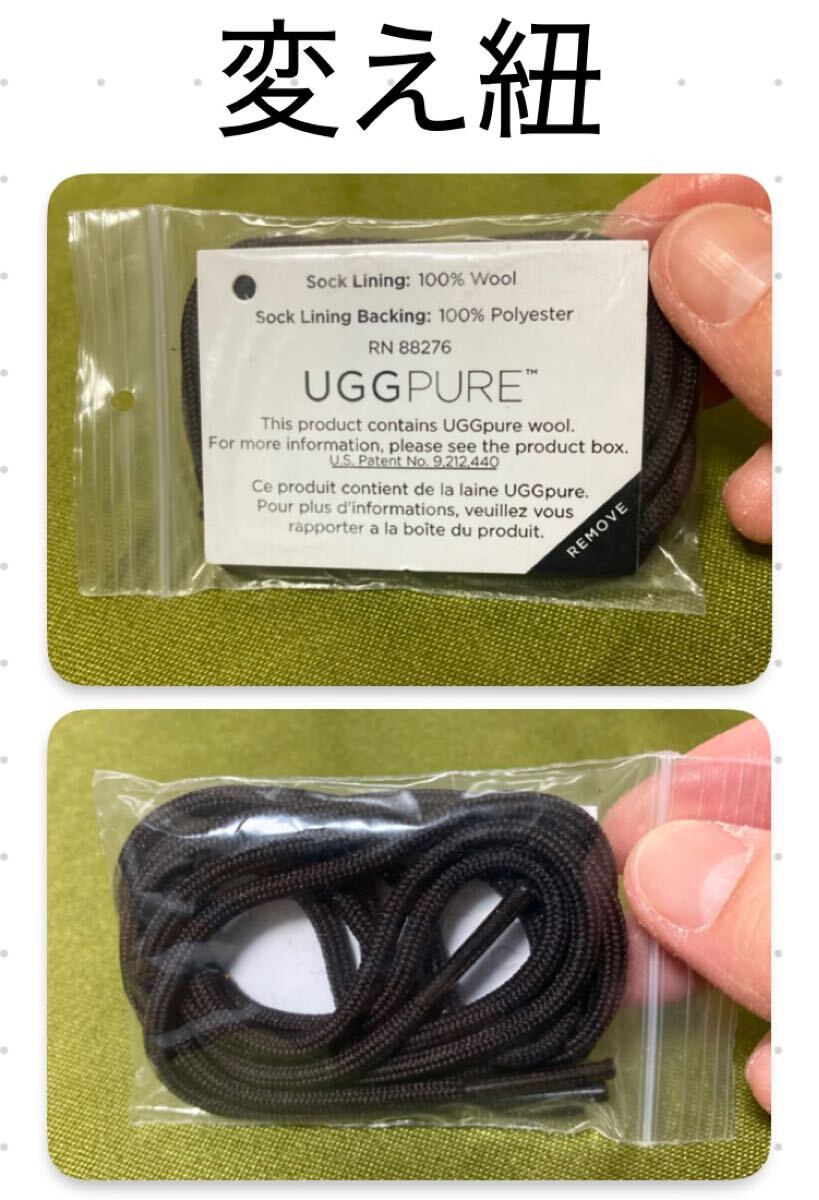 変え紐
Sock Lining: 100% Wool
Sock Lining Backing: 100% Polyester
RN 88276
UGGPURE™
This product contains UGGpure wool.
For more information, please see the product box.
U.S. Patent No. 9,212,440
Ce produit contient de la laine UGGpure.
Pour plus d'informations, veuillez vous
rapporter a la boîte du produit.
REMOVE